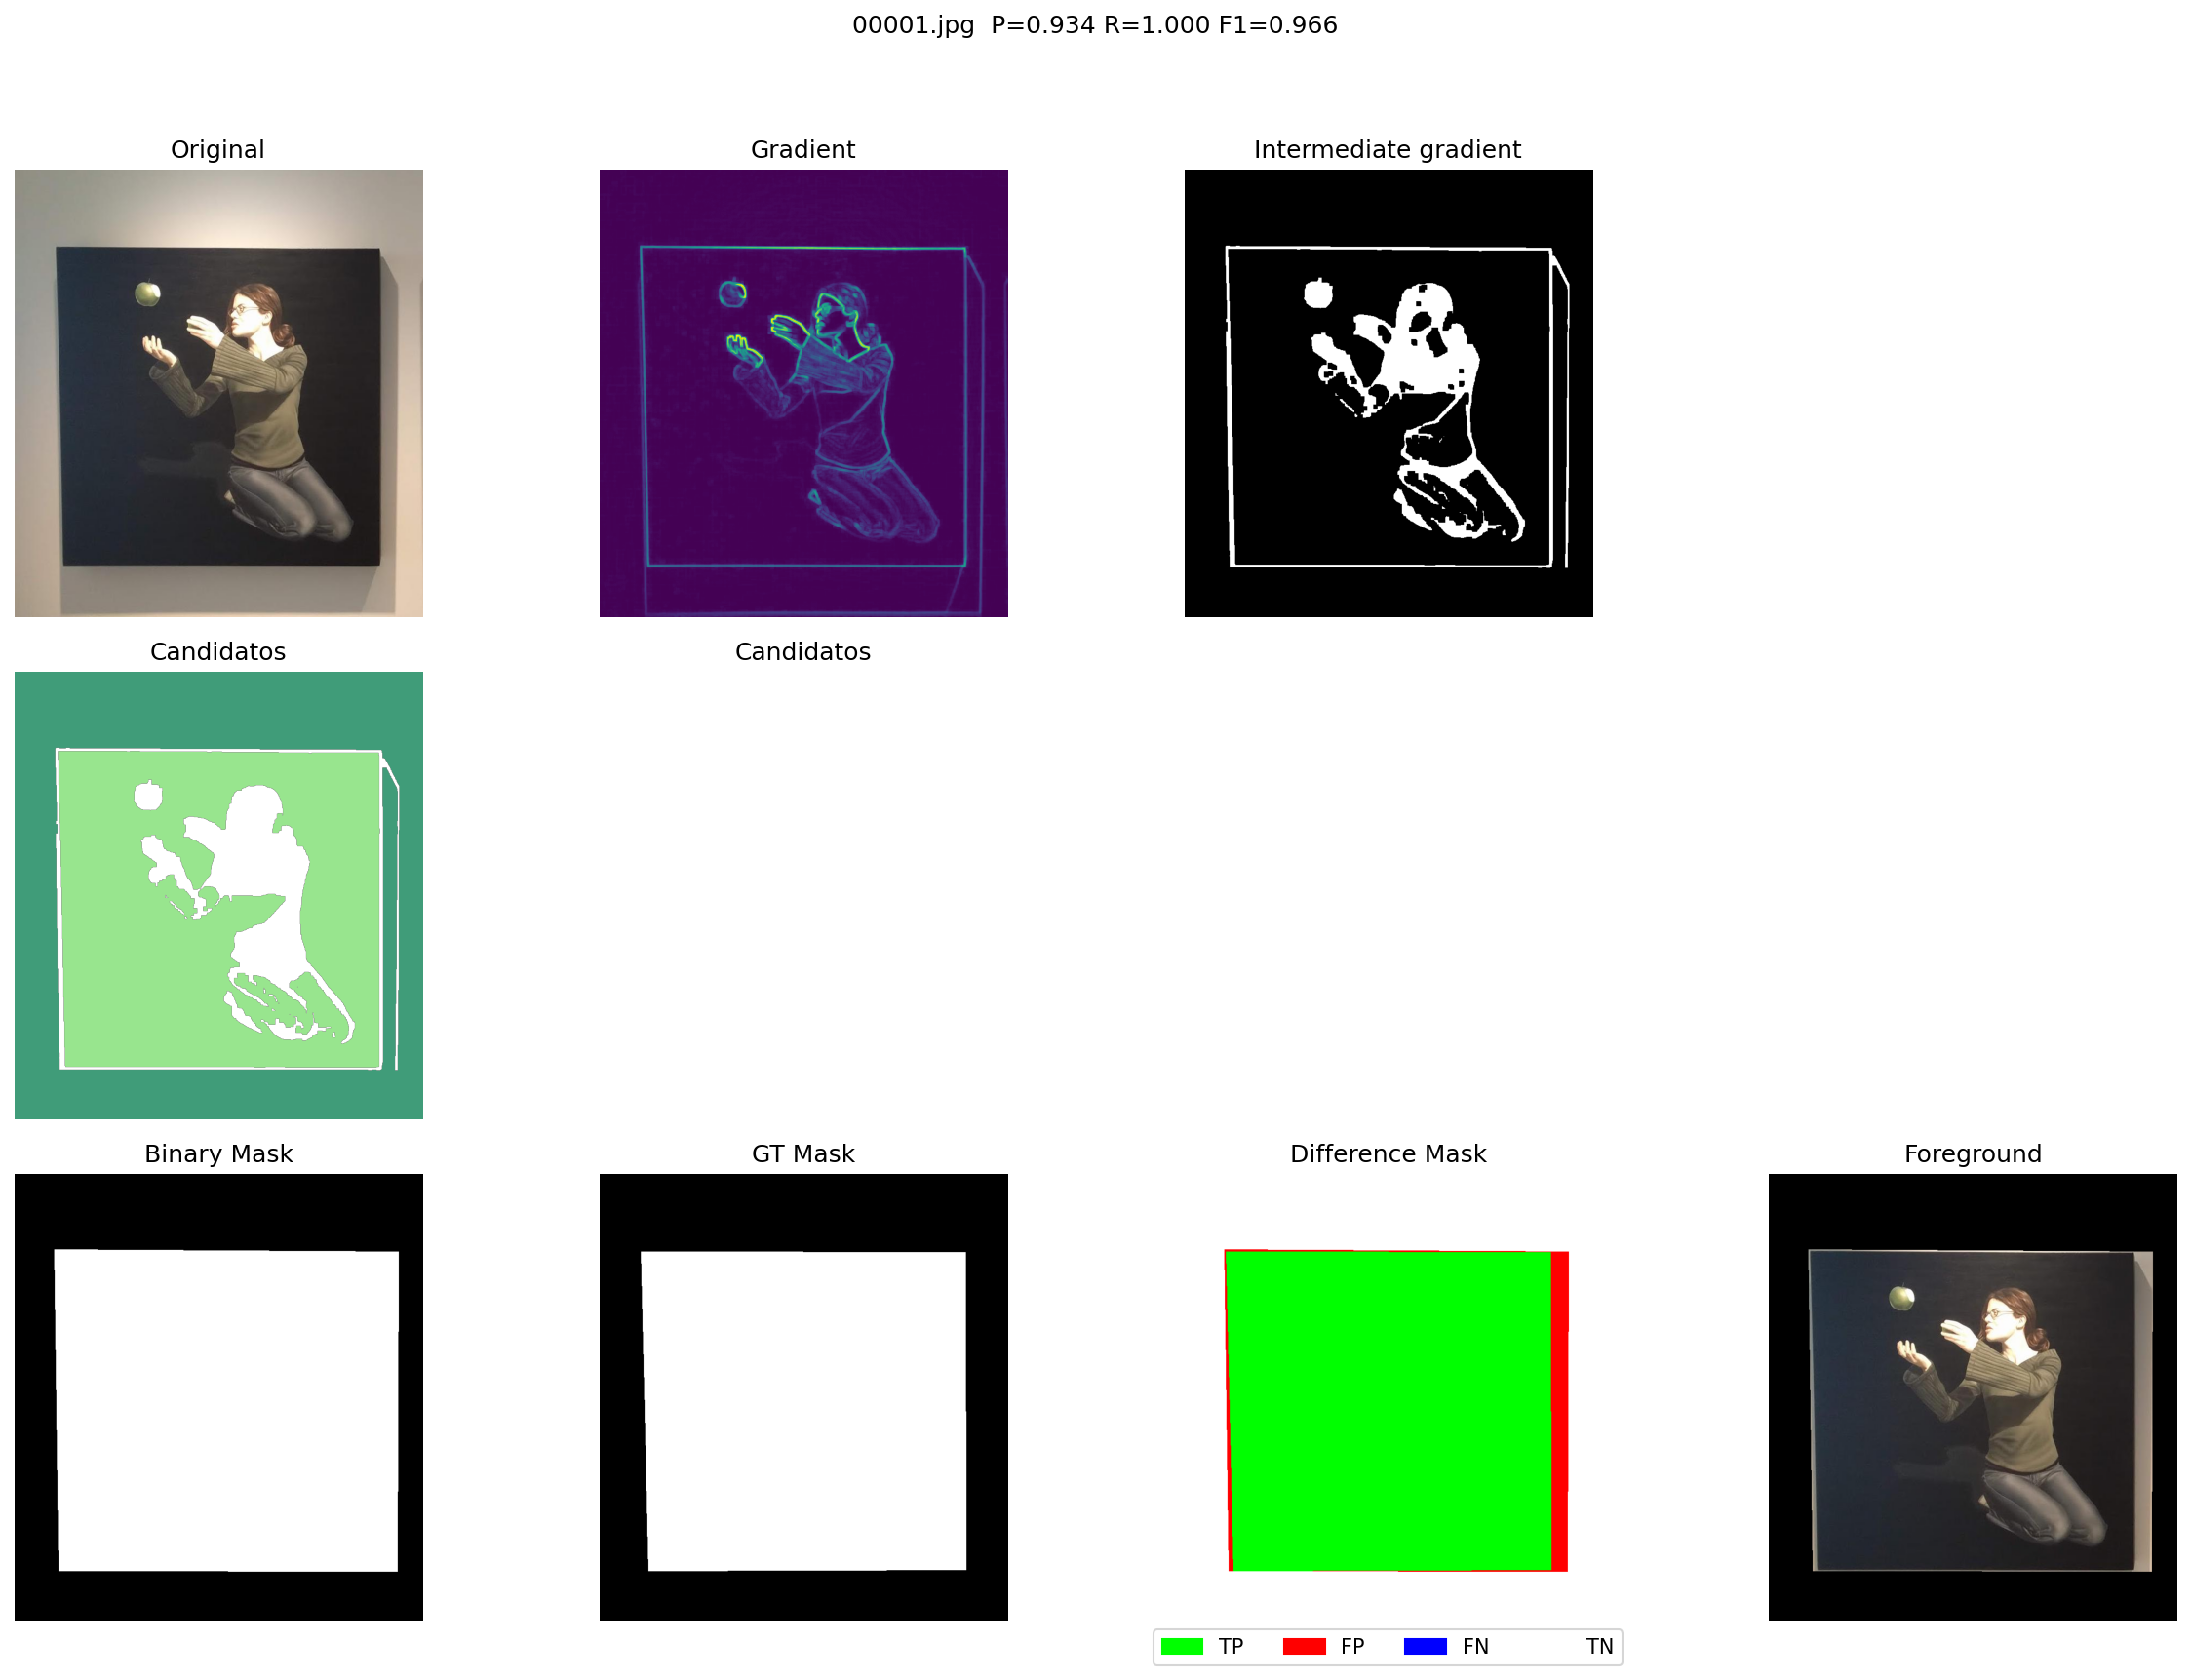 00001.jpg  P=0.934 R=1.000 F1=0.966
Original
Gradient
Intermediate gradient
Candidatos
Candidatos
Binary Mask
GT Mask
Difference Mask
Foreground
TP
FP
FN
TN